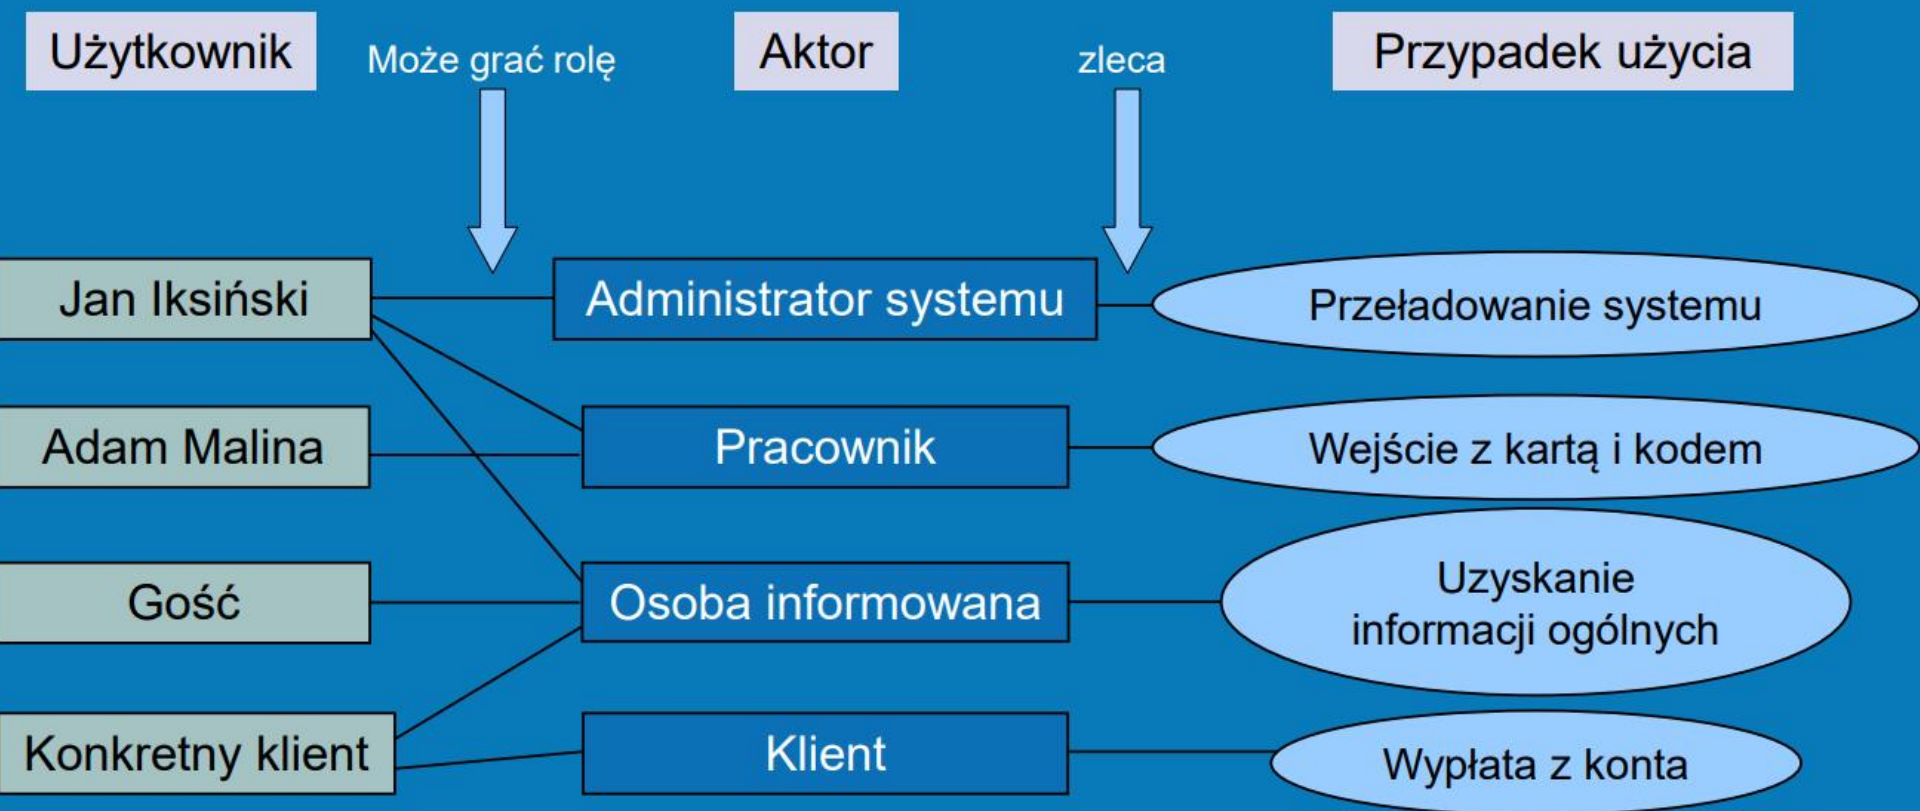 Użytkownik
Może grać rolę
Aktor
zleca
Przypadek użycia
Jan Iksiński
Administrator systemu
Przeładowanie systemu
Adam Malina
Pracownik
Wejście z kartą i kodem
Gość
Osoba informowana
Uzyskanie
informacji ogólnych
Konkretny klient
Klient
Wypłata z konta